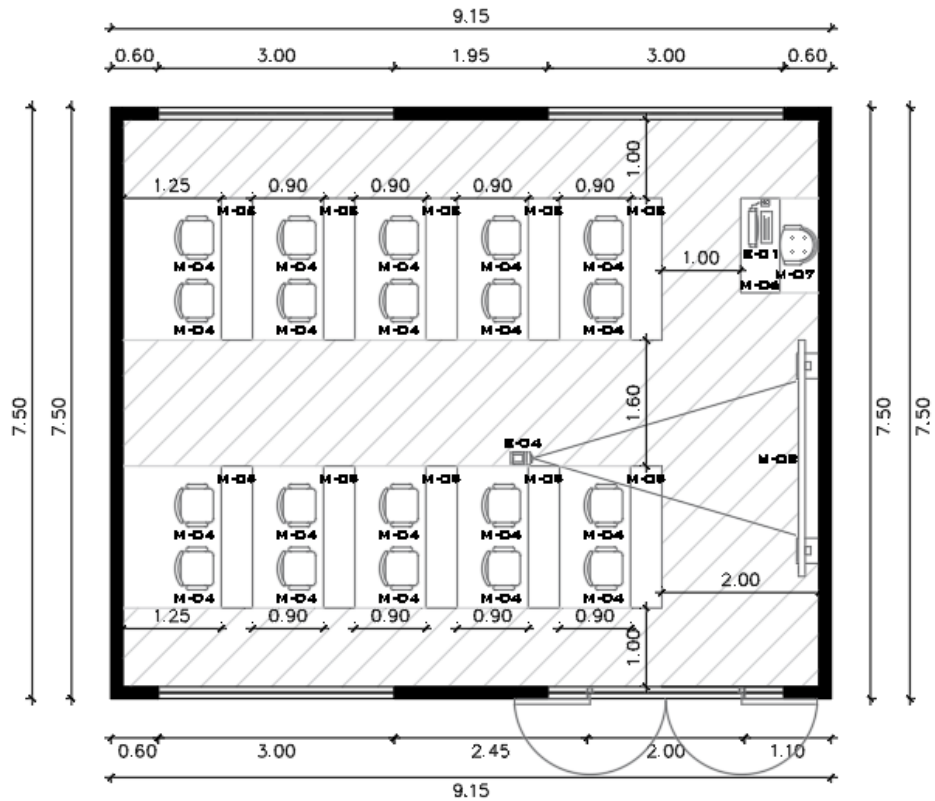 9.15
0.60 3.00 1.95 3.00 0.60
7.50 7.50 7.50 7.50
1.00
1.25 0.90 0.90 0.90 0.90
M-05 M-05 M-05 M-05 M-05
M-04 M-04 M-04 M-04 M-04
E-01
1.00 M-07
M-06
M-04 M-04 M-04 M-04 M-04
1.60
E-04
M-08
M-05 M-05 M-05 M-05 M-05
M-04 M-04 M-04 M-04 M-04
2.00
M-04 M-04 M-04 M-04 M-04
1.25 0.90 0.90 0.90 0.90
1.00
0.60 3.00 2.45 2.00 1.10
9.15